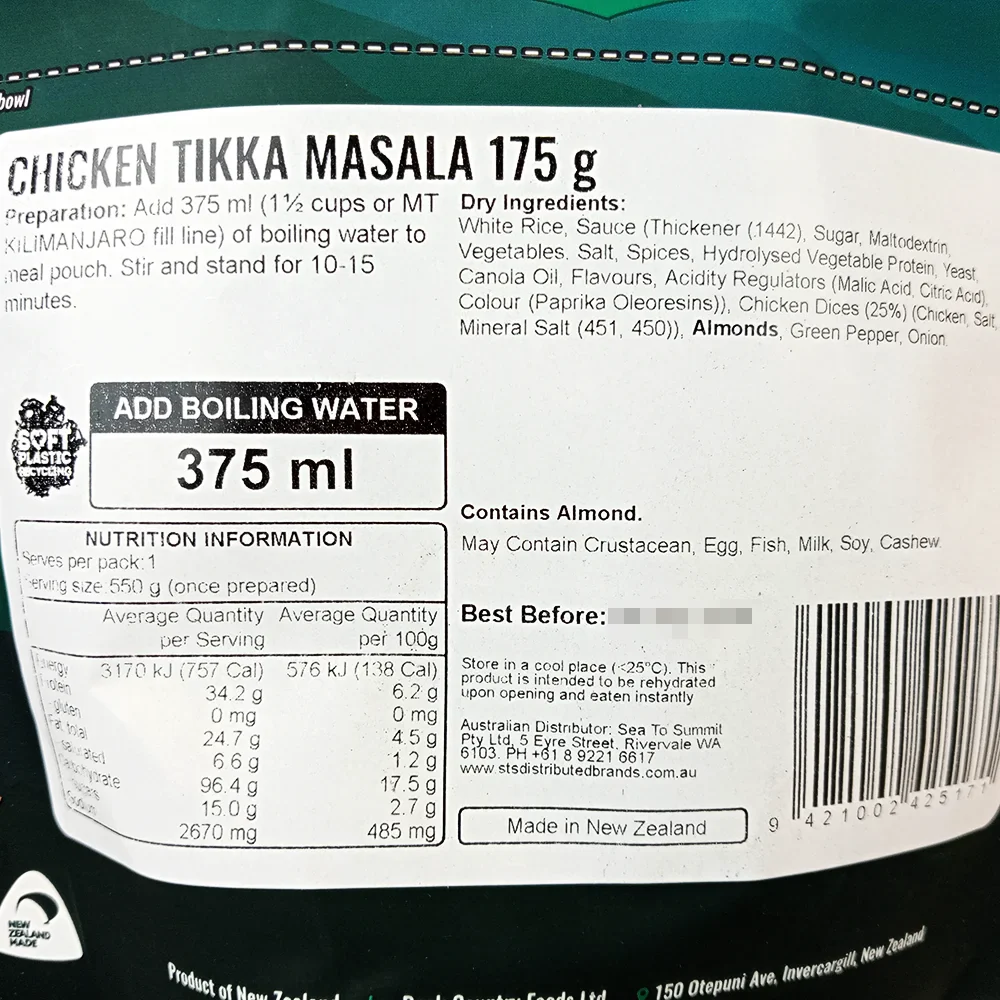 bowl
CHICKEN TIKKA MASALA 175 g
Preparation: Add 375 ml (1½ cups or MT
KILIMANJARO fill line) of boiling water to
meal pouch. Stir and stand for 10-15
minutes.
Dry Ingredients:
White Rice, Sauce (Thickener (1442), Sugar, Maltodextrin,
Vegetables. Salt, Spices, Hydrolysed Vegetable Protein, Yeast,
Canola Oil, Flavours, Acidity Regulators (Malic Acid, Citric Acid),
Colour (Paprika Oleoresins)), Chicken Dices (25%) (Chicken, Salt,
Mineral Salt (451, 450)), Almonds, Green Pepper, Onion.
SOFT
PLASTIC
RECYCLING
ADD BOILING WATER
375 ml
Contains Almond.
May Contain Crustacean, Egg, Fish, Milk, Soy, Cashew.
NUTRITION INFORMATION
Serves per pack: 1
Serving size: 550 g (once prepared)
Average Quantity per Serving Average Quantity per 100g
Energy 3170 kJ (757 Cal) 576 kJ (138 Cal)
Protein 34.2 g 6.2 g
gluten 0 mg 0 mg
Fat, total 24.7 g 4.5 g
saturated 6.6 g 1.2 g
Carbohydrate 96.4 g 17.5 g
sugars 15.0 g 2.7 g
Sodium 2670 mg 485 mg
Best Before:
Store in a cool place (<25°C). This
product is intended to be rehydrated
upon opening and eaten instantly
Australian Distributor: Sea To Summit
Pty Ltd, 5 Eyre Street, Rivervale WA
6103. PH +61 8 9221 6617
www.stsdistributedbrands.com.au
Made in New Zealand
9 421002 425171
NEW
ZEALAND
MADE
Product of New Zealand
Country Foods Ltd
150 Otepuni Ave, Invercargill, New Zealand